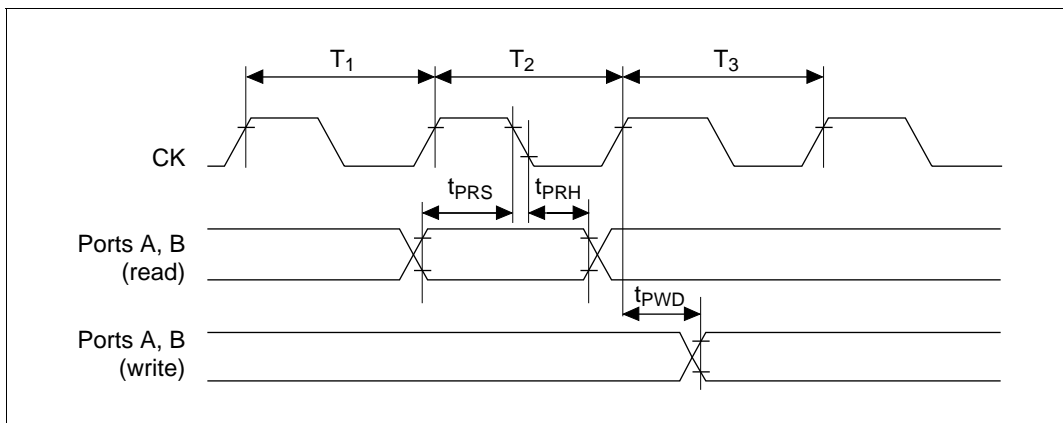 T1 T2 T3
CK
tPRS tPRH
Ports A, B
(read)
tPWD
Ports A, B
(write)